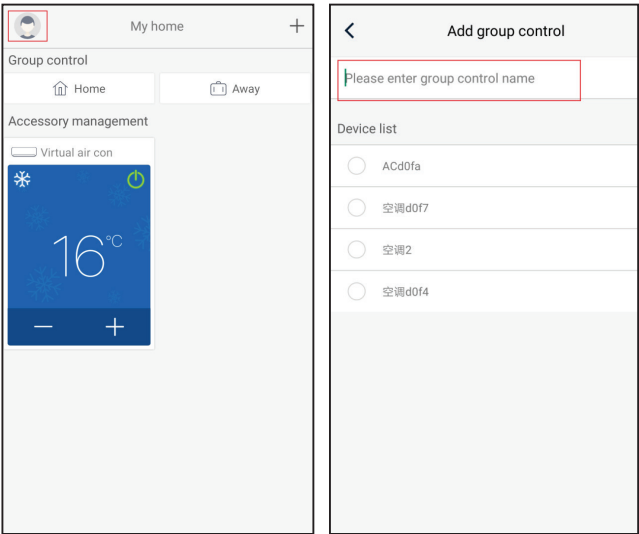 My home
Group control
Home
Away
Accessory management
Virtual air con
16°C
Add group control
Please enter group control name
Device list
ACd0fa
空调d0f7
空调2
空调d0f4